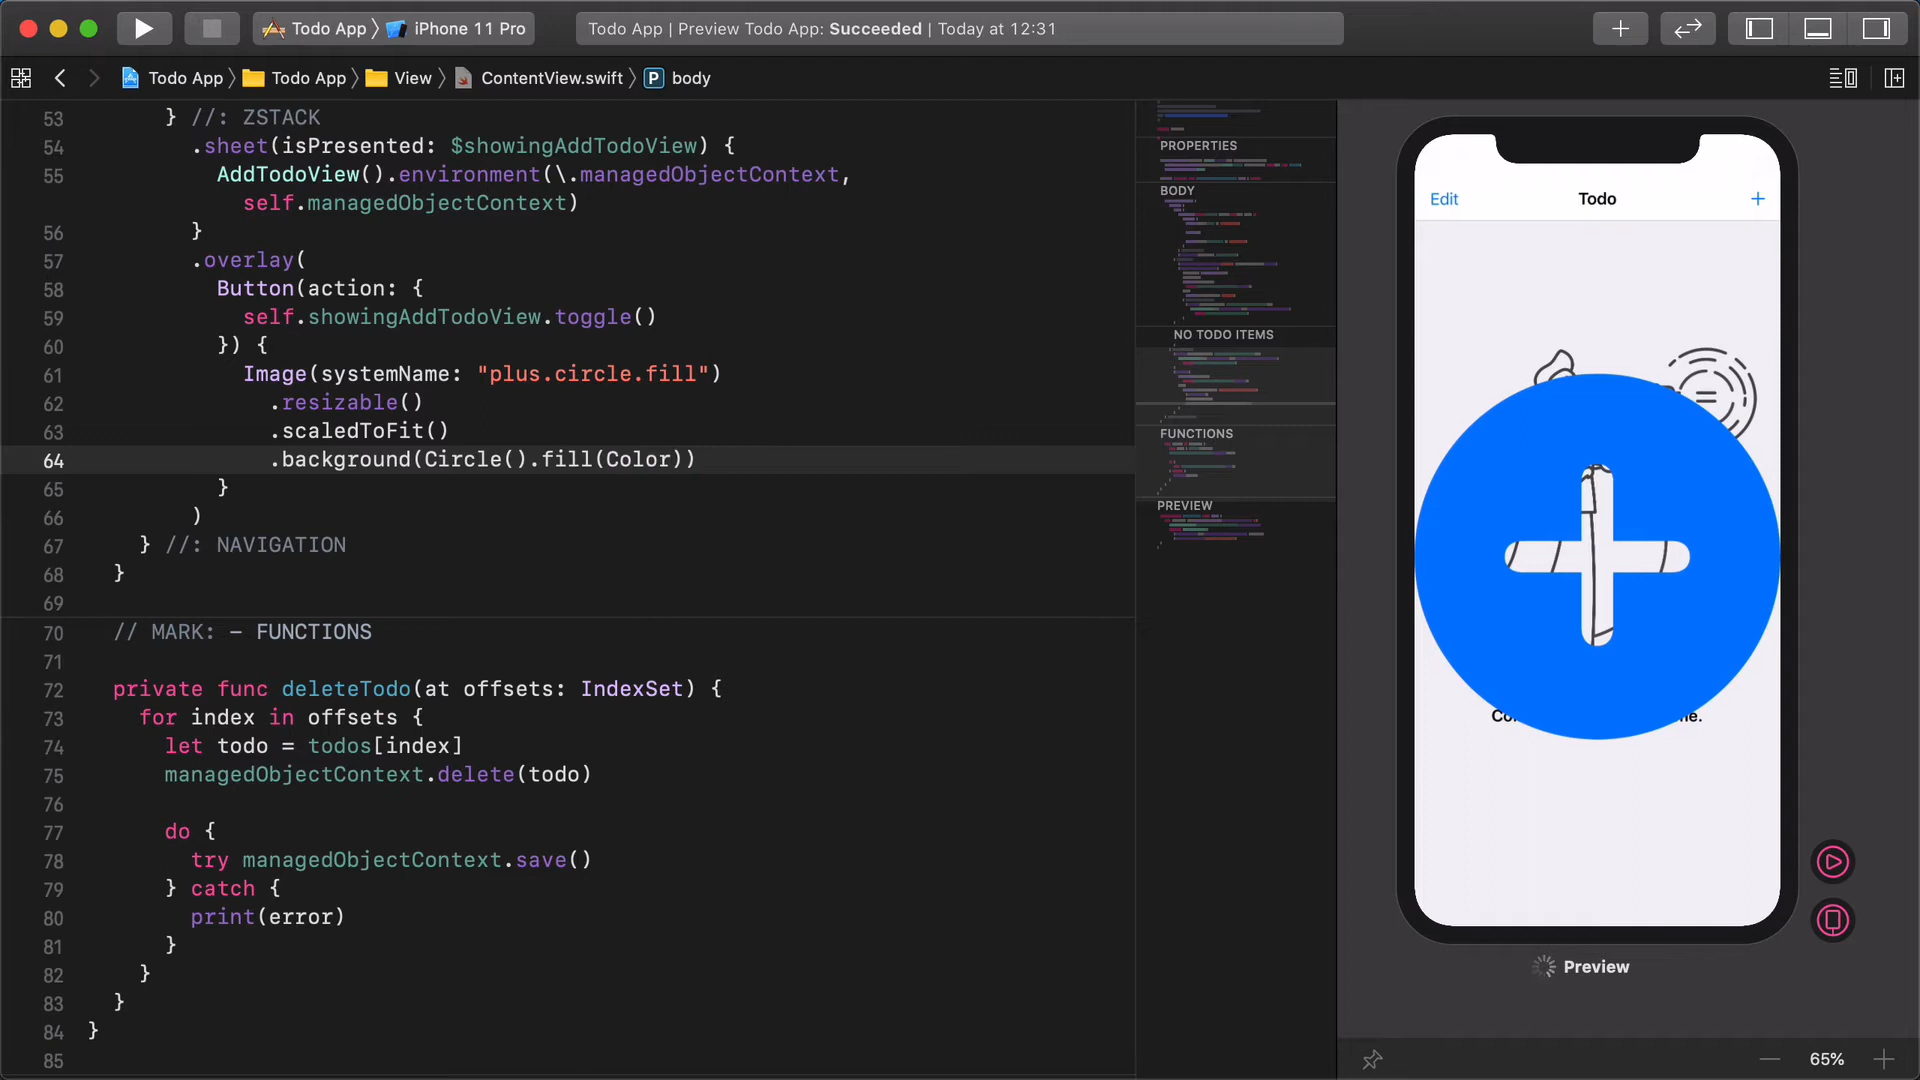 Todo App 〉 iPhone 11 Pro
Todo App | Preview Todo App: Succeeded | Today at 12:31
Todo App 〉 Todo App 〉 View 〉 ContentView.swift 〉 P body
53 } //: ZSTACK
54 .sheet(isPresented: $showingAddTodoView) {
55 AddTodoView().environment(\.managedObjectContext,
self.managedObjectContext)
56 }
57 .overlay(
58 Button(action: {
59 self.showingAddTodoView.toggle()
60 }) {
61 Image(systemName: "plus.circle.fill")
62 .resizable()
63 .scaledToFit()
64 .background(Circle().fill(Color))
65 }
66 )
67 } //: NAVIGATION
68 }
69
70 // MARK: - FUNCTIONS
71
72 private func deleteTodo(at offsets: IndexSet) {
73 for index in offsets {
74 let todo = todos[index]
75 managedObjectContext.delete(todo)
76
77 do {
78 try managedObjectContext.save()
79 } catch {
80 print(error)
81 }
82 }
83 }
84 }
85
PROPERTIES
BODY
NO TODO ITEMS
FUNCTIONS
PREVIEW
Edit Todo +
Preview
65%